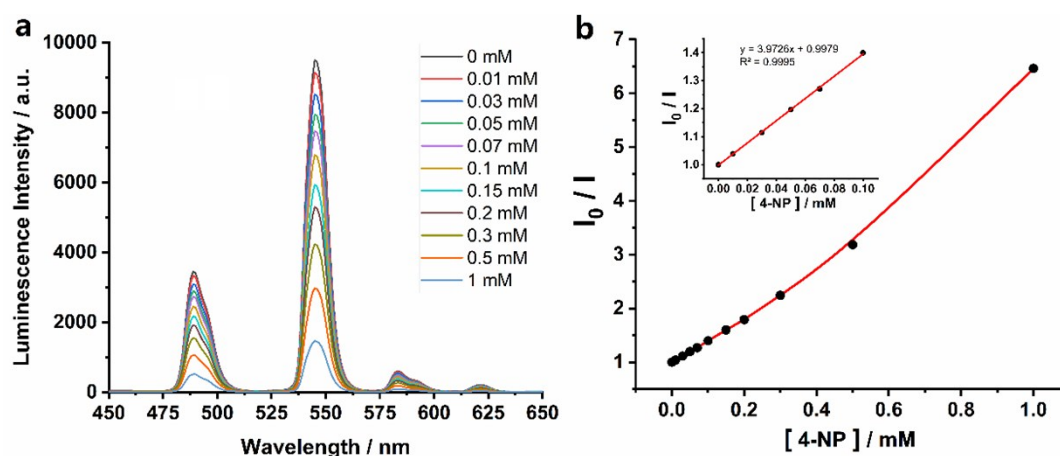 a
Luminescence Intensity / a.u.
10000
8000
6000
4000
2000
0
450
475
500
525
550
575
600
625
650
Wavelength / nm
0 mM
0.01 mM
0.03 mM
0.05 mM
0.07 mM
0.1 mM
0.15 mM
0.2 mM
0.3 mM
0.5 mM
1 mM
b
I₀ / I
7
6
5
4
3
2
1
0.0
0.2
0.4
0.6
0.8
1.0
[ 4-NP ] / mM
y = 3.9726x + 0.9979
R² = 0.9995
I₀ / I
1.4
1.3
1.2
1.1
1.0
0.00
0.02
0.04
0.06
0.08
0.10
[ 4-NP ] / mM